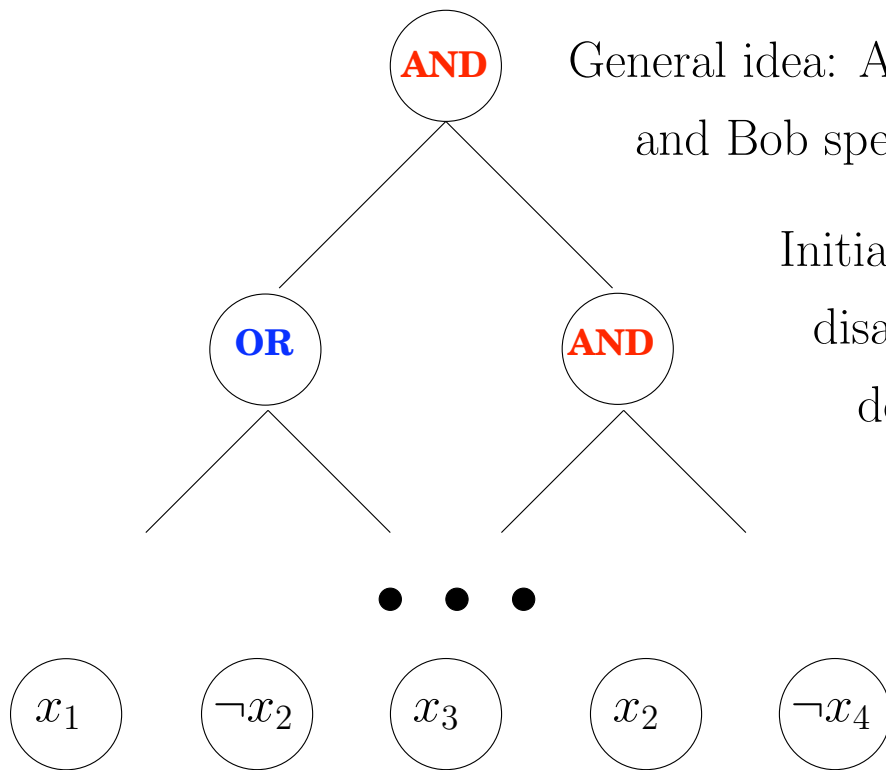 AND
General idea: A
and Bob spe
Initia
disa
de
OR
AND
x₁
¬x₂
x₃
x₂
¬x₄